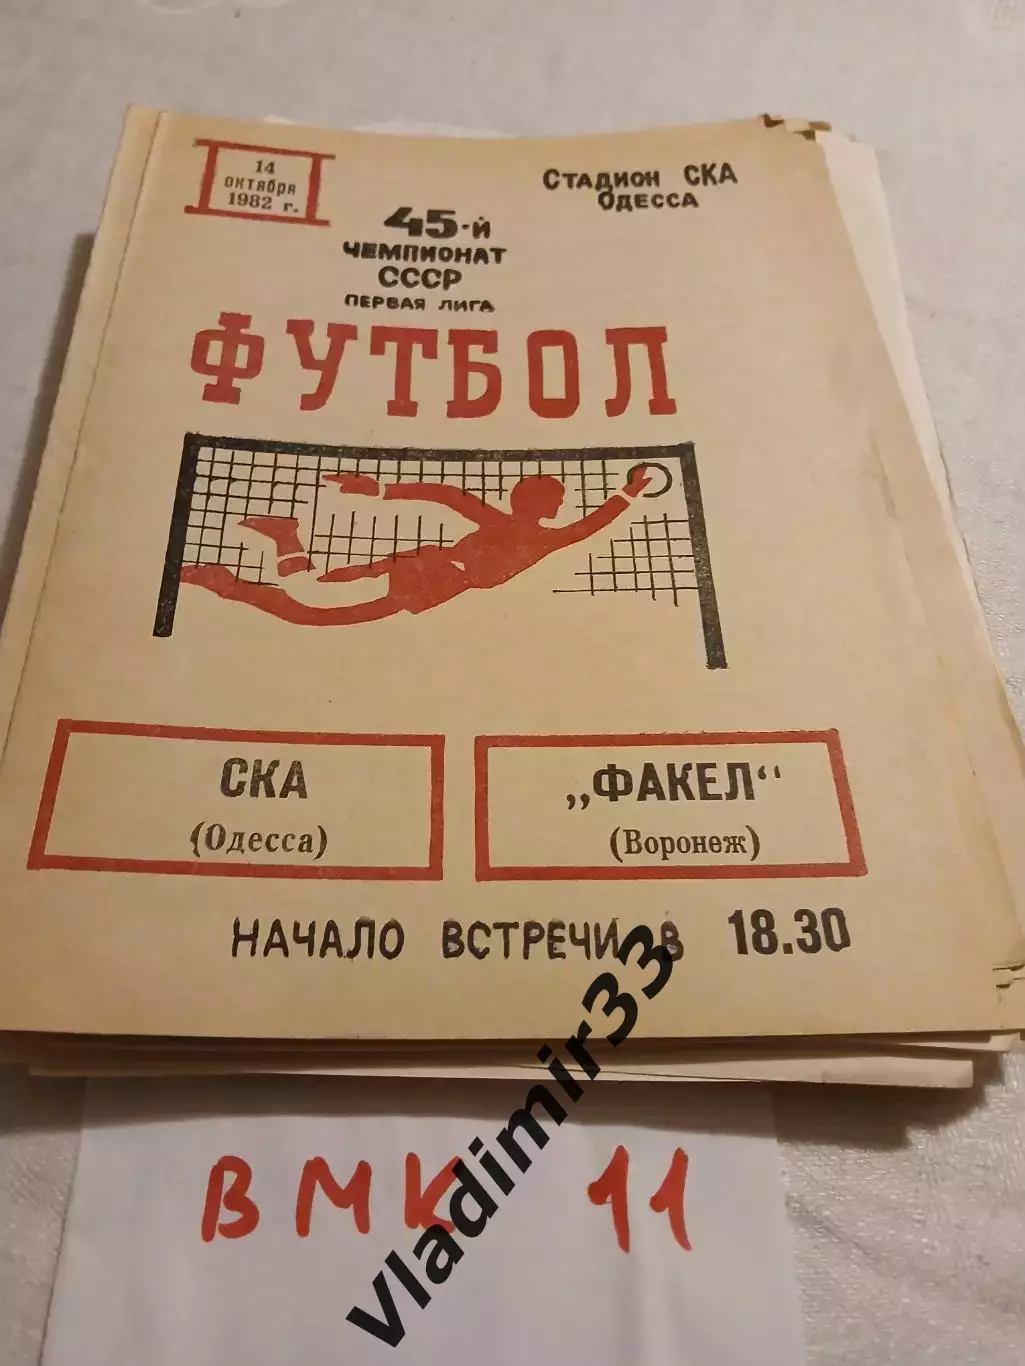 14
октября
1982 г.
Стадион СКА
Одесса
45-й
чемпионат
СССР
первая лига
ФУТБОЛ
СКА
(Одесса)
„ФАКЕЛ“
(Воронеж)
НАЧАЛО ВСТРЕЧИ В 18.30
ВМК 11
Vladimir33